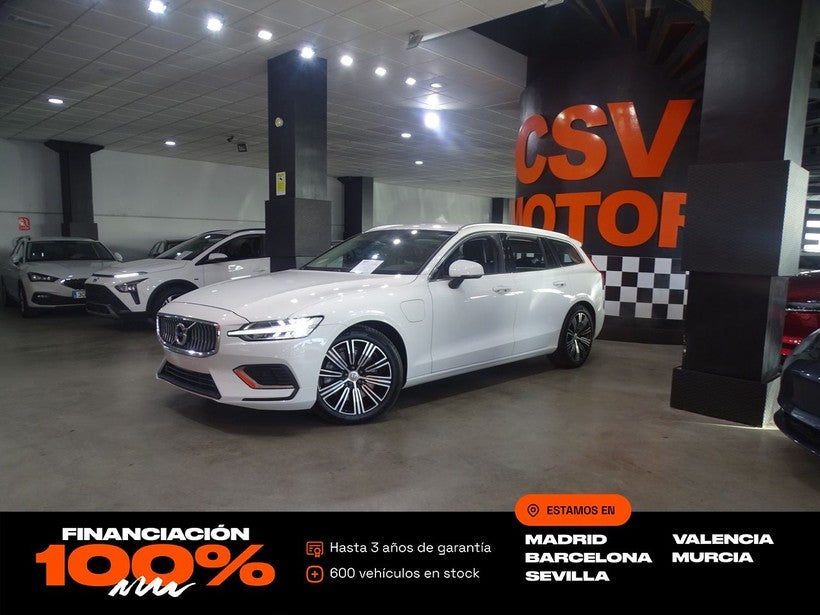 CSV
MOTOR
FINANCIACIÓN
100%
Hasta 3 años de garantía
600 vehículos en stock
ESTAMOS EN
MADRID
BARCELONA
SEVILLA
VALENCIA
MURCIA